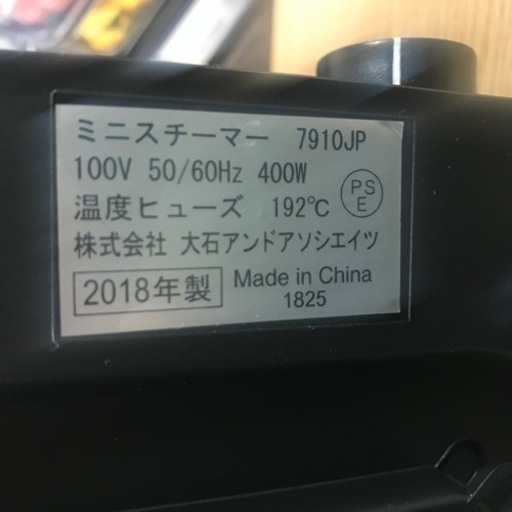 ミニスチーマー 7910JP
100V 50/60Hz 400W
温度ヒューズ 192℃
PS
E
株式会社 大石アンドアソシエイツ
2018年製 Made in China
1825